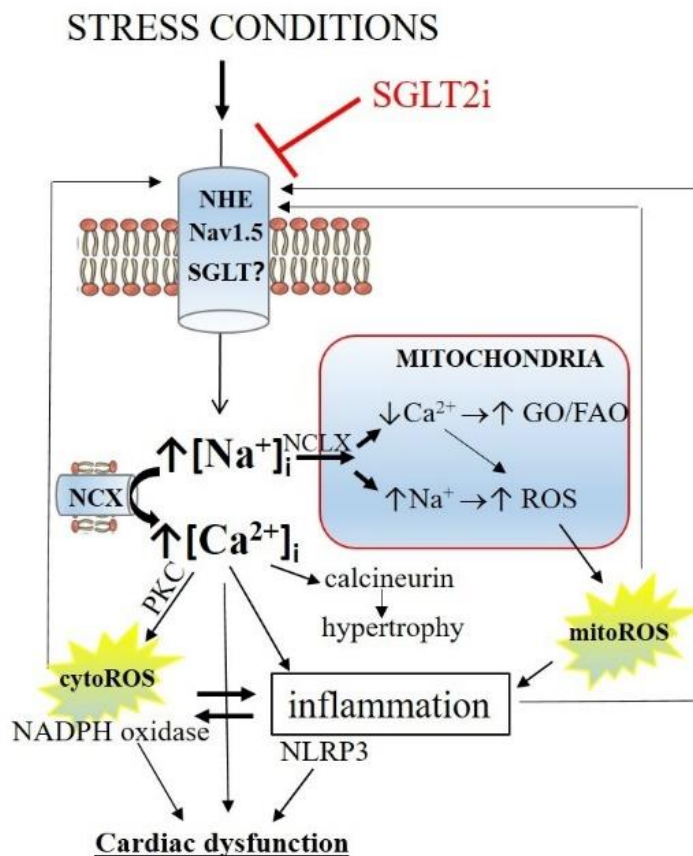 STRESS CONDITIONS
SGLT2i
NHE
Nav1.5
SGLT?
MITOCHONDRIA
↓Ca²⁺→↑ GO/FAO
↑[Na⁺]ᵢ NCLX
↑Na⁺→↑ ROS
NCX
↑[Ca²⁺]ᵢ
PKC
calcineurin
hypertrophy
mitoROS
cytoROS
inflammation
NADPH oxidase
NLRP3
Cardiac dysfunction